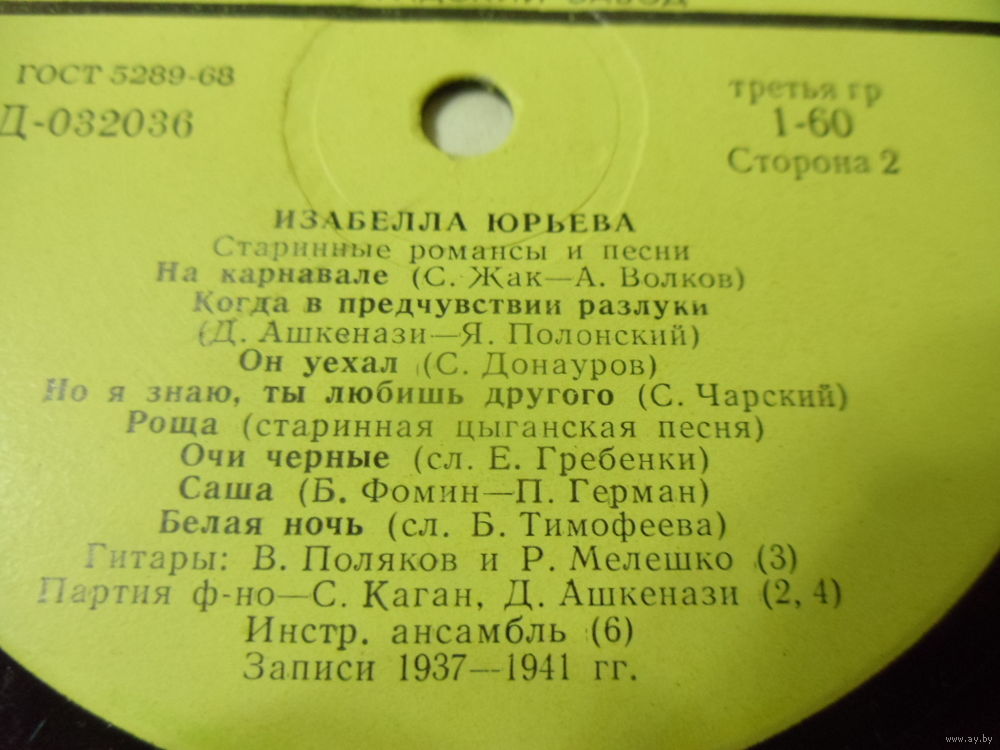 ГОСТ 5289-68
Д-032036
третья гр
1-60
Сторона 2
ИЗАБЕЛЛА ЮРЬЕВА
Старинные романсы и песни
На карнавале (С. Жак—А. Волков)
Когда в предчувствии разлуки
(Д. Ашкенази—Я. Полонский)
Он уехал (С. Донауров)
Но я знаю, ты любишь другого (С. Чарский)
Роща (старинная цыганская песня)
Очи черные (сл. Е. Гребенки)
Саша (Б. Фомин—П. Герман)
Белая ночь (сл. Б. Тимофеева)
Гитары: В. Поляков и Р. Мелешко (3)
Партия ф-но—С. Каган, Д. Ашкенази (2, 4)
Инстр. ансамбль (6)
Записи 1937—1941 гг.
www.ay.by